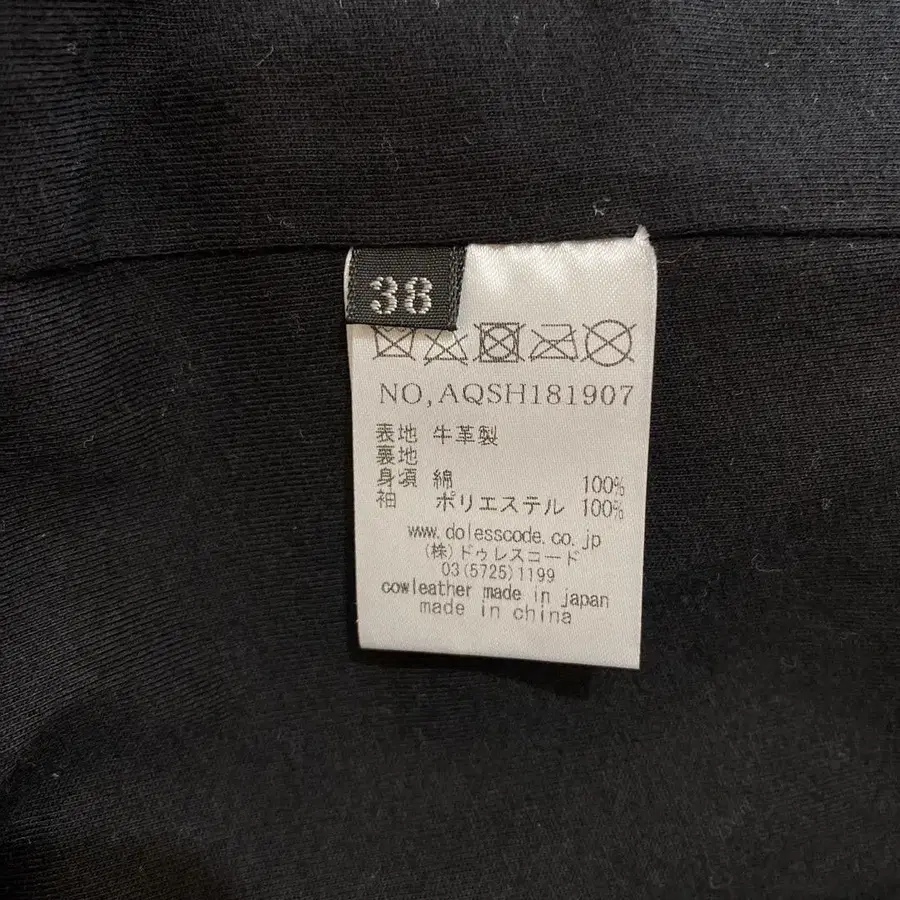 38
NO,AQSH181907
表地 牛革製
裏地
身頃 綿 100%
袖 ポリエステル 100%
www.dolesscode.co.jp
(株)ドゥレスコード
03(5725)1199
cowleather made in japan
made in china